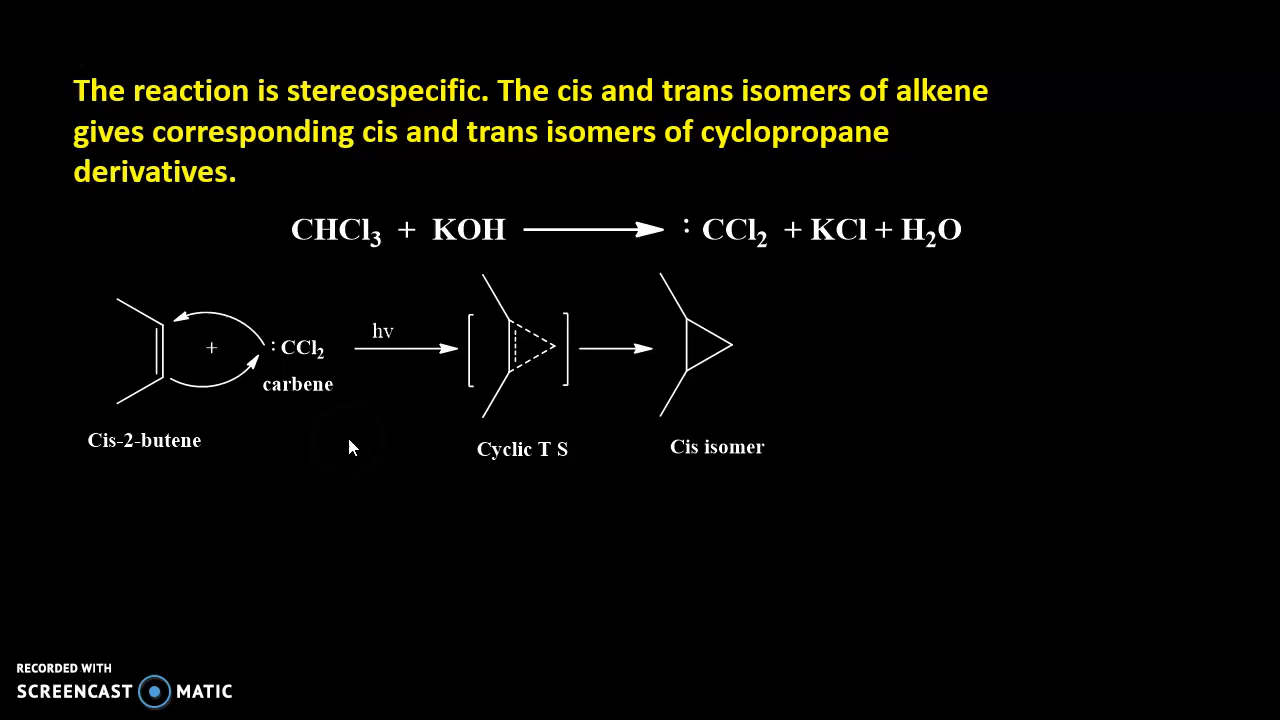 The reaction is stereospecific. The cis and trans isomers of alkene
gives corresponding cis and trans isomers of cyclopropane
derivatives.
CHCl₃ + KOH ⟶ :CCl₂ + KCl + H₂O
hv
+ :CCl₂
carbene
Cis-2-butene
Cyclic T S
Cis isomer
RECORDED WITH
SCREENCAST MATIC